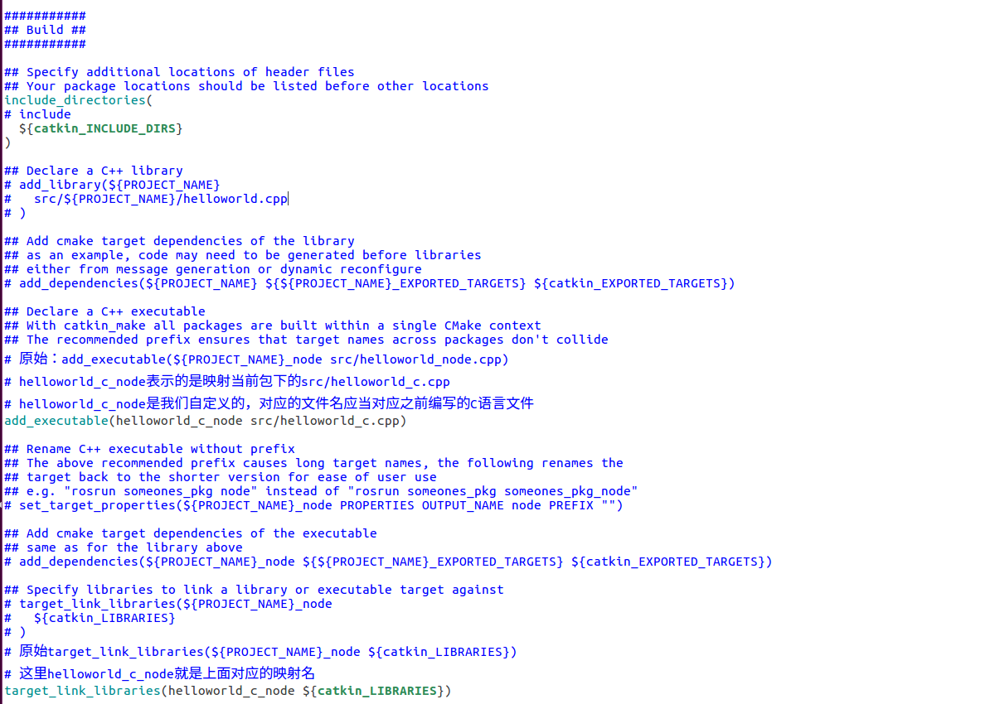 ###########
## Build ##
###########
## Specify additional locations of header files
## Your package locations should be listed before other locations
include_directories(
# include
  ${catkin_INCLUDE_DIRS}
)
## Declare a C++ library
# add_library(${PROJECT_NAME}
#   src/${PROJECT_NAME}/helloworld.cpp
# )
## Add cmake target dependencies of the library
## as an example, code may need to be generated before libraries
## either from message generation or dynamic reconfigure
# add_dependencies(${PROJECT_NAME} ${${PROJECT_NAME}_EXPORTED_TARGETS} ${catkin_EXPORTED_TARGETS})
## Declare a C++ executable
## With catkin_make all packages are built within a single CMake context
## The recommended prefix ensures that target names across packages don't collide
# 原始：add_executable(${PROJECT_NAME}_node src/helloworld_node.cpp)
# helloworld_c_node表示的是映射当前包下的src/helloworld_c.cpp
# helloworld_c_node是我们自定义的，对应的文件名应当对应之前编写的C语言文件
add_executable(helloworld_c_node src/helloworld_c.cpp)
## Rename C++ executable without prefix
## The above recommended prefix causes long target names, the following renames the
## target back to the shorter version for ease of user use
## e.g. "rosrun someones_pkg node" instead of "rosrun someones_pkg someones_pkg_node"
# set_target_properties(${PROJECT_NAME}_node PROPERTIES OUTPUT_NAME node PREFIX "")
## Add cmake target dependencies of the executable
## same as for the library above
# add_dependencies(${PROJECT_NAME}_node ${${PROJECT_NAME}_EXPORTED_TARGETS} ${catkin_EXPORTED_TARGETS})
## Specify libraries to link a library or executable target against
# target_link_libraries(${PROJECT_NAME}_node
#   ${catkin_LIBRARIES}
# )
# 原始target_link_libraries(${PROJECT_NAME}_node ${catkin_LIBRARIES})
# 这里helloworld_c_node就是上面对应的映射名
target_link_libraries(helloworld_c_node ${catkin_LIBRARIES})